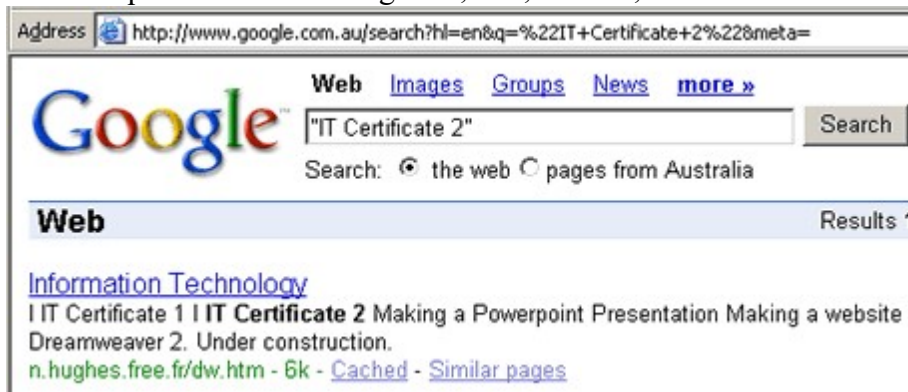 Address http://www.google.com.au/search?hl=en&q=%22IT+Certificate+2%22&meta=
Google Web Images Groups News more »
"IT Certificate 2" Search
Search: the web pages from Australia
Web Results
Information Technology
I IT Certificate 1 I IT Certificate 2 Making a Powerpoint Presentation Making a website
Dreamweaver 2. Under construction.
n.hughes.free.fr/dw.htm - 6k - Cached - Similar pages